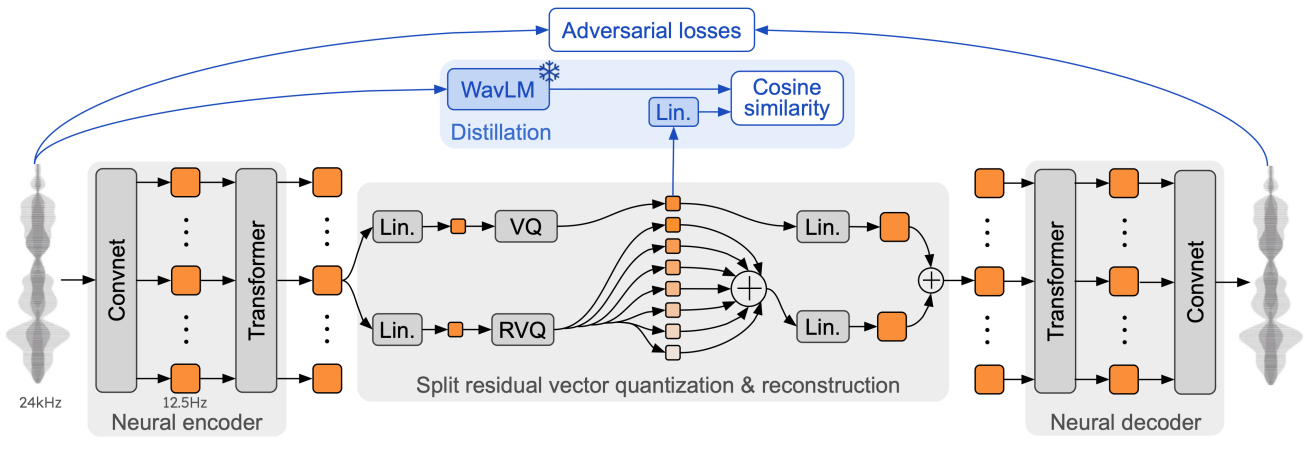 Adversarial losses
WavLM
Cosine
similarity
Lin.
Distillation
Convnet
Transformer
Lin.
VQ
Lin.
RVQ
Lin.
Lin.
Transformer
Convnet
Split residual vector quantization & reconstruction
24kHz
12.5Hz
Neural encoder
Neural decoder